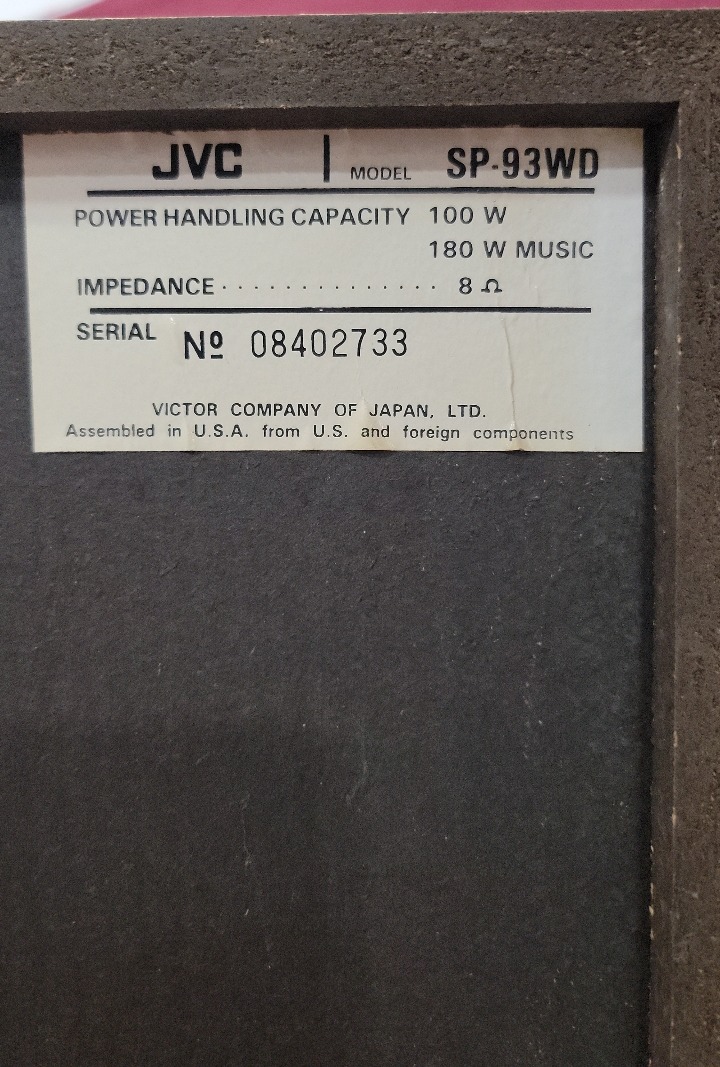 JVC | MODEL SP-93WD
POWER HANDLING CAPACITY 100 W
180 W MUSIC
IMPEDANCE · · · · · · · · · · · · · · 8 Ω
SERIAL Nº 08402733
VICTOR COMPANY OF JAPAN, LTD.
Assembled in U.S.A. from U.S. and foreign components